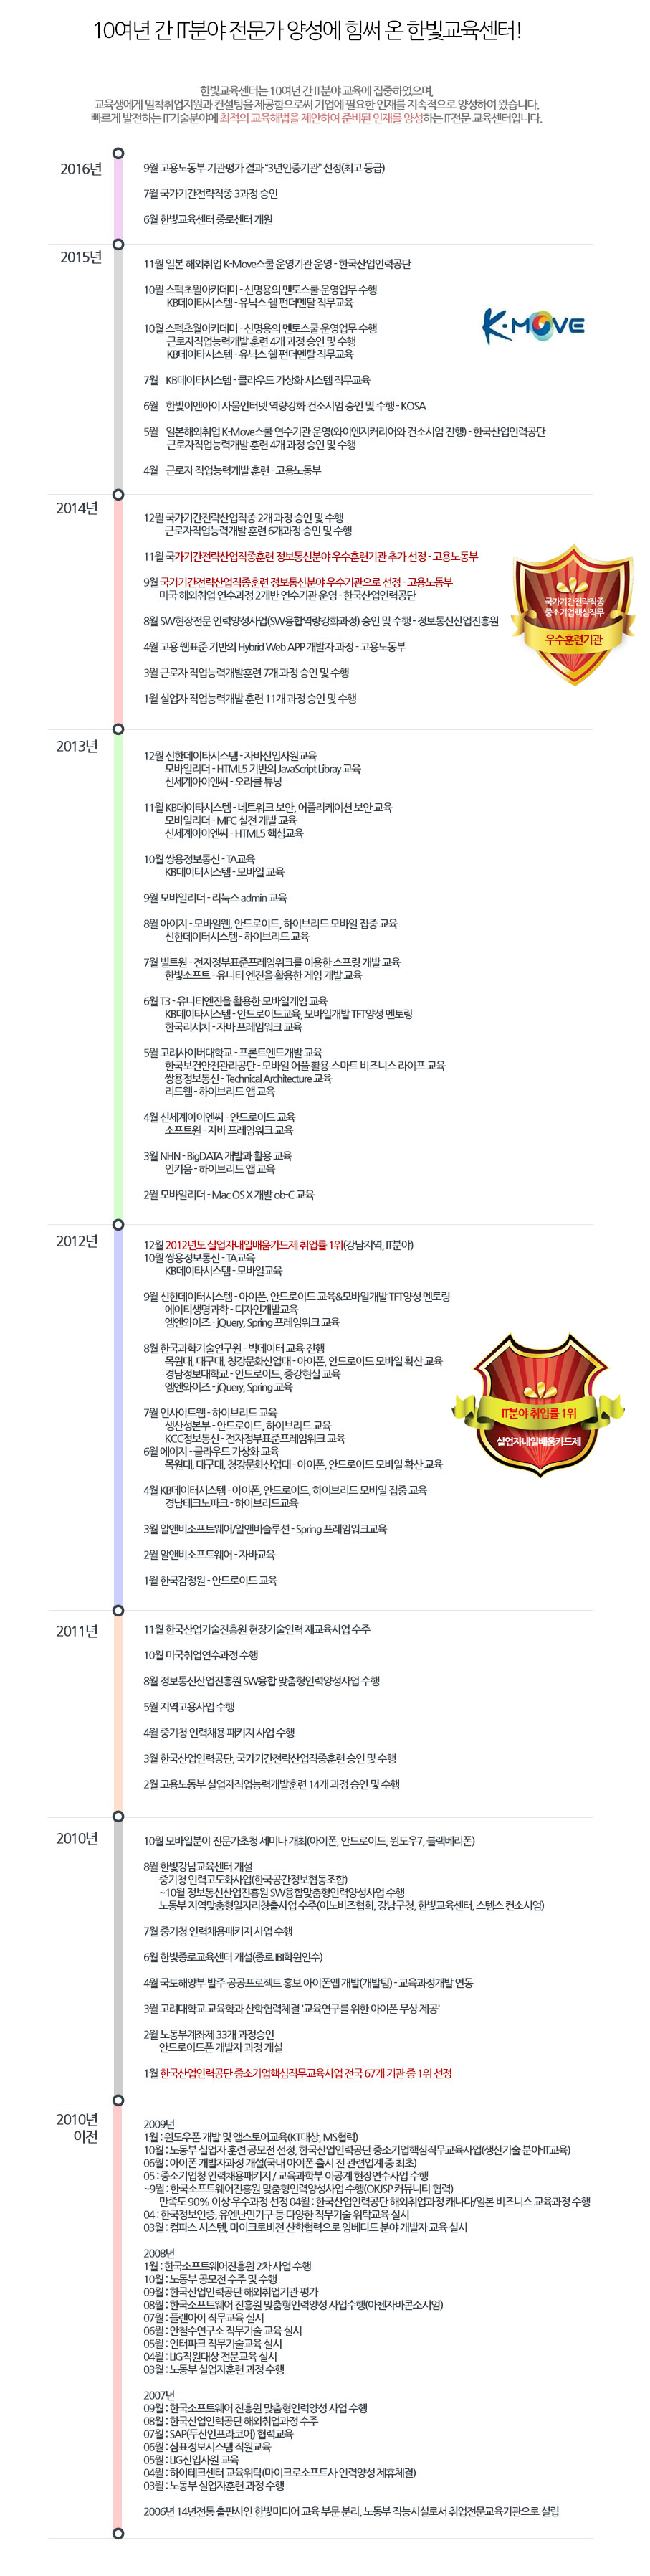 10여년 간 IT분야 전문가 양성에 힘써 온 한빛교육센터!
한빛교육센터는 10여년 간 IT분야 교육에 집중하였으며,
교육생에게 밀착취업지원과 컨설팅을 제공함으로써 기업에 필요한 인재를 지속적으로 양성하여 왔습니다.
빠르게 발전하는 IT기술분야에 최적의 교육해법을 제안하여 준비된 인재를 양성하는 IT전문 교육센터입니다.
2016년
9월 고용노동부 기관평가 결과 "3년인증기관" 선정(최고 등급)
7월 국가기간전략직종 3과정 승인
6월 한빛교육센터 종로센터 개원
2015년
11월 일본 해외취업 K-Move스쿨 운영기관 운영 - 한국산업인력공단
10월 스펙초월아카데미 - 신명용의 멘토스쿨 운영업무 수행
KB데이타시스템 - 유닉스 쉘 펀더멘탈 직무교육
10월 스펙초월아카데미 - 신명용의 멘토스쿨 운영업무 수행
근로자직업능력개발 훈련 4개 과정 승인 및 수행
KB데이타시스템 - 유닉스 쉘 펀더멘탈 직무교육
K-MOVE
7월 KB데이타시스템 - 클라우드 가상화 시스템 직무교육
6월 한빛이엔아이 사물인터넷 역량강화 컨소시엄 승인 및 수행 - KOSA
5월 일본해외취업 K-Move스쿨 연수기관 운영(와이엔지커리어와 컨소시엄 진행) - 한국산업인력공단
근로자직업능력개발 훈련 4개 과정 승인 및 수행
4월 근로자 직업능력개발 훈련 - 고용노동부
2014년
12월 국가기간전략산업직종 2개 과정 승인 및 수행
근로자직업능력개발 훈련 6개과정 승인 및 수행
11월 국가기간전략산업직종훈련 정보통신분야 우수훈련기관 추가 선정 - 고용노동부
9월 국가기간전략산업직종훈련 정보통신분야 우수기관으로 선정 - 고용노동부
미국 해외취업 연수과정 2개반 연수기관 운영 - 한국산업인력공단
8월 SW현장전문 인력양성사업(SW융합역량강화과정) 승인 및 수행 - 정보통신산업진흥원
4월 고용 웹표준 기반의 Hybrid Web APP 개발자 과정 - 고용노동부
3월 근로자 직업능력개발훈련 7개 과정 승인 및 수행
1월 실업자 직업능력개발 훈련 11개 과정 승인 및 수행
국가기간전략직종
중소기업핵심직무
우수훈련기관
2013년
12월 신한데이타시스템 - 자바신입사원교육
모바일리더 - HTML5 기반의 JavaScript Libray 교육
신세계아이엔씨 - 오라클 튜닝
11월 KB데이타시스템 - 네트워크 보안, 어플리케이션 보안 교육
모바일리더 - MFC 실전 개발 교육
신세계아이엔씨 - HTML5 핵심교육
10월 쌍용정보통신 - TA교육
KB데이터시스템 - 모바일 교육
9월 모바일리더 - 리눅스 admin 교육
8월 아이지 - 모바일웹, 안드로이드, 하이브리드 모바일 집중 교육
신한데이터시스템 - 하이브리드 교육
7월 빌트원 - 전자정부표준프레임워크를 이용한 스프링 개발 교육
한빛소프트 - 유니티 엔진을 활용한 게임 개발 교육
6월 T3 - 유니티엔진을 활용한 모바일게임 교육
KB데이타시스템 - 안드로이드교육, 모바일개발 TFT양성 멘토링
한국리서치 - 자바 프레임워크 교육
5월 고려사이버대학교 - 프론트엔드개발 교육
한국보건안전관리공단 - 모바일 어플 활용 스마트 비즈니스 라이프 교육
쌍용정보통신 - Technical Architecture 교육
리드웹 - 하이브리드 앱 교육
4월 신세계아이엔씨 - 안드로이드 교육
소프트원 - 자바 프레임워크 교육
3월 NHN - BigDATA 개발과 활용 교육
인키움 - 하이브리드 앱 교육
2월 모바일리더 - Mac OS X 개발 ob-C 교육
2012년
12월 2012년도 실업자내일배움카드제 취업률 1위(강남지역, IT분야)
10월 쌍용정보통신 - TA교육
KB데이타시스템 - 모바일교육
9월 신한데이터시스템 - 아이폰, 안드로이드 교육&모바일개발 TFT양성 멘토링
에이티생명과학 - 디자인개발교육
엠엔와이즈 - jQuery, Spring 프레임워크 교육
8월 한국과학기술연구원 - 빅데이터 교육 진행
목원대, 대구대, 청강문화산업대 - 아이폰, 안드로이드 모바일 확산 교육
경남정보대학교 - 안드로이드, 증강현실 교육
엠엔와이즈 - jQuery, Spring 교육
7월 인사이트웹 - 하이브리드 교육
생산성본부 - 안드로이드, 하이브리드 교육
KCC정보통신 - 전자정부표준프레임워크 교육
6월 에이지 - 클라우드 가상화 교육
목원대, 대구대, 청강문화산업대 - 아이폰, 안드로이드 모바일 확산 교육
IT분야 취업률 1위
실업자내일배움카드제
4월 KB데이터시스템 - 아이폰, 안드로이드, 하이브리드 모바일 집중 교육
경남테크노파크 - 하이브리드교육
3월 알앤비소프트웨어/알앤비솔루션 - Spring 프레임워크교육
2월 알앤비소프트웨어 - 자바교육
1월 한국감정원 - 안드로이드 교육
2011년
11월 한국산업기술진흥원 현장기술인력 재교육사업 수주
10월 미국취업연수과정 수행
8월 정보통신산업진흥원 SW융합 맞춤형인력양성사업 수행
5월 지역고용사업 수행
4월 중기청 인력채용 패키지 사업 수행
3월 한국산업인력공단, 국가기간전략산업직종훈련 승인 및 수행
2월 고용노동부 실업자직업능력개발훈련 14개 과정 승인 및 수행
2010년
10월 모바일분야 전문가초청 세미나 개최(아이폰, 안드로이드, 윈도우7, 블랙베리폰)
8월 한빛강남교육센터 개설
중기청 인력고도화사업(한국공간정보협동조합)
~10월 정보통신산업진흥원 SW융합맞춤형인력양성사업 수행
노동부 지역맞춤형일자리창출사업 수주(이노비즈협회, 강남구청, 한빛교육센터, 스템스 컨소시엄)
7월 중기청 인력채용패키지 사업 수행
6월 한빛종로교육센터 개설(종로 IBI학원인수)
4월 국토해양부 발주 공공프로젝트 홍보 아이폰앱 개발(개발팀) - 교육과정개발 연동
3월 고려대학교 교육학과 산학협력체결 '교육연구를 위한 아이폰 무상 제공'
2월 노동부계좌제 33개 과정승인
안드로이드폰 개발자 과정 개설
1월 한국산업인력공단 중소기업핵심직무교육사업 전국 67개 기관 중 1위 선정
2010년
이전
2009년
1월 : 윈도우폰 개발 및 앱스토어교육(KT대상, MS협력)
10월 : 노동부 실업자 훈련 공모전 선정, 한국산업인력공단 중소기업핵심직무교육사업(생산기술 분야-IT교육)
06월 : 아이폰 개발자과정 개설(국내 아이폰 출시 전 관련업계 중 최초)
05 : 중소기업청 인력채용패키지 / 교육과학부 이공계 현장연수사업 수행
~9월 : 한국소프트웨어진흥원 맞춤형인력양성사업 수행(OKJSP 커뮤니티 협력)
만족도 90% 이상 우수과정 선정 04월 : 한국산업인력공단 해외취업과정 캐나다/일본 비즈니스 교육과정 수행
04 : 한국정보인증, 유엔난민기구 등 다양한 직무기술 위탁교육 실시
03월 : 컴파스 시스템, 마이크로비전 산학협력으로 임베디드 분야 개발자 교육 실시
2008년
1월 : 한국소프트웨어진흥원 2차 사업 수행
10월 : 노동부 공모전 수주 및 수행
09월 : 한국산업인력공단 해외취업기관 평가
08월 : 한국소프트웨어 진흥원 맞춤형인력양성 사업수행(아첸자바콘소시엄)
07월 : 플랜아이 직무교육 실시
06월 : 안철수연구소 직무기술 교육 실시
05월 : 인터파크 직무기술교육 실시
04월 : LIG직원대상 전문교육 실시
03월 : 노동부 실업자훈련 과정 수행
2007년
09월 : 한국소프트웨어 진흥원 맞춤형인력양성 사업 수행
08월 : 한국산업인력공단 해외취업과정 수주
07월 : SAP(두산인프라코어) 협력교육
06월 : 삼표정보시스템 직원교육
05월 : LIG신입사원 교육
04월 : 하이테크센터 교육위탁(마이크로소프트사 인력양성 제휴체결)
03월 : 노동부 실업자훈련 과정 수행
2006년 14년전통 출판사인 한빛미디어 교육 부문 분리, 노동부 직능시설로서 취업전문교육기관으로 설립